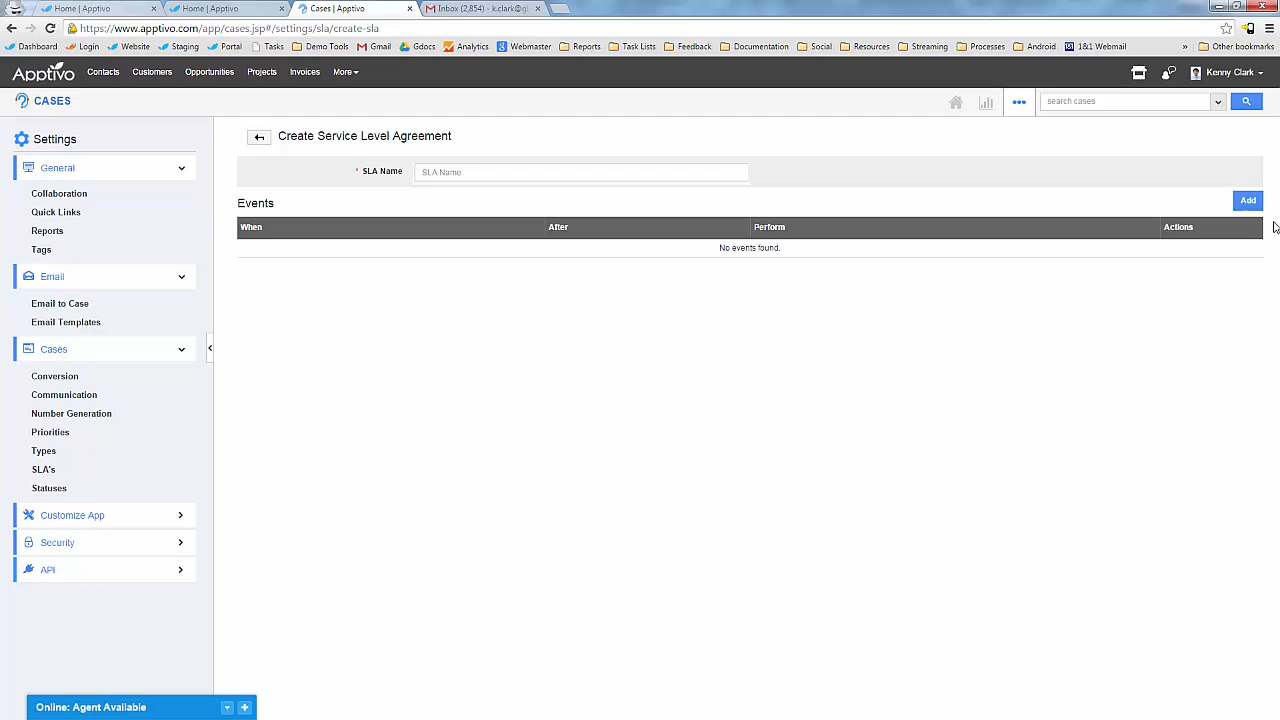 Home | Apptivo
Home | Apptivo
Cases | Apptivo
Inbox (2,854) - k.clark@gl
https://www.apptivo.com/app/cases.jsp#/settings/sla/create-sla
Dashboard Login Website Staging Portal Tasks Demo Tools Gmail Gdocs Analytics Webmaster Reports Task Lists Feedback Documentation Social Resources Streaming Processes Android 1&1 Webmail » Other bookmarks
Apptivo Contacts Customers Opportunities Projects Invoices More Kenny Clark
CASES search cases
Settings
General
Collaboration
Quick Links
Reports
Tags
Email
Email to Case
Email Templates
Cases
Conversion
Communication
Number Generation
Priorities
Types
SLA's
Statuses
Customize App
Security
API
Create Service Level Agreement
* SLA Name SLA Name
Events Add
When After Perform Actions
No events found.
Online: Agent Available